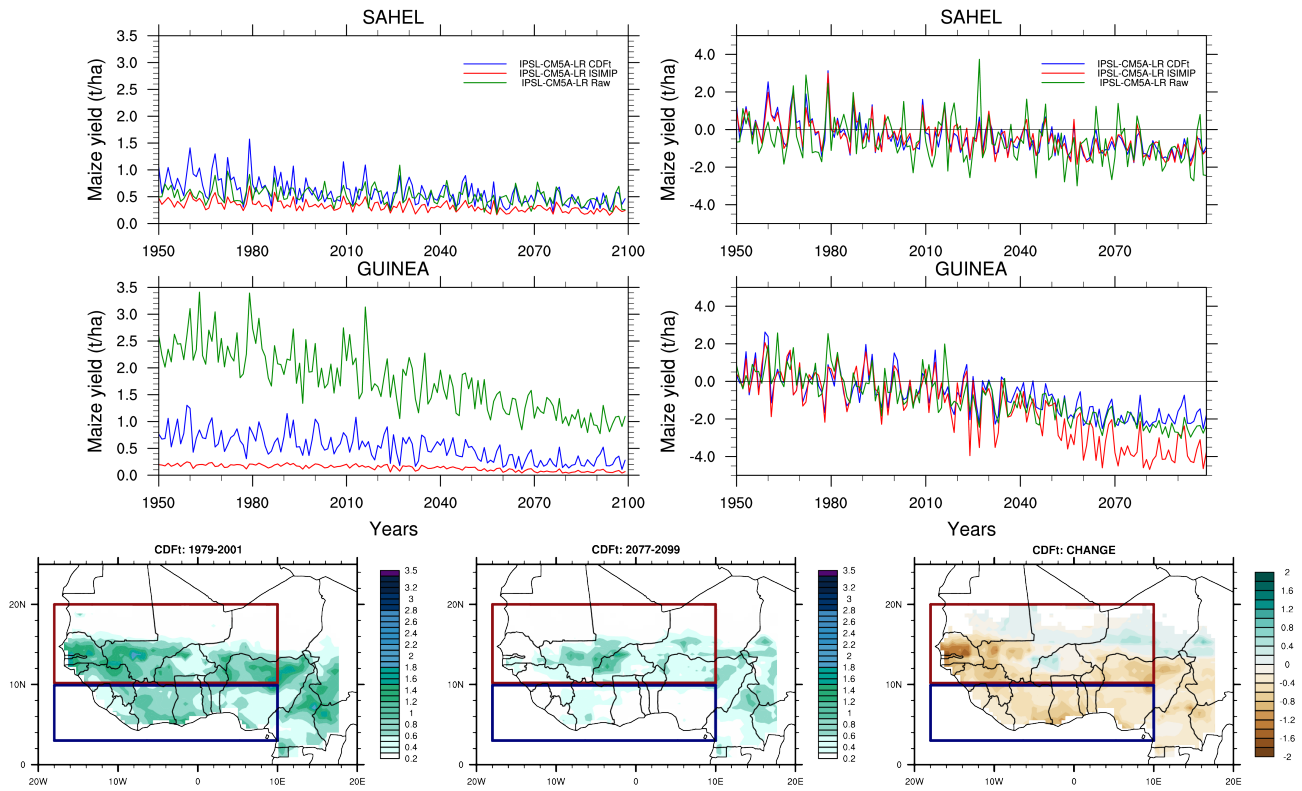 SAHEL
Maize yield (t/ha)
3.5
3.0
2.5
2.0
1.5
1.0
0.5
0.0
IPSL-CM5A-LR CDFt
IPSL-CM5A-LR ISIMIP
IPSL-CM5A-LR Raw
1950 1980 2010 2040 2070 2100
SAHEL
Maize yield (t/ha)
4.0
2.0
0.0
-2.0
-4.0
IPSL-CM5A-LR CDFt
IPSL-CM5A-LR ISIMIP
IPSL-CM5A-LR Raw
1950 1980 2010 2040 2070
GUINEA
Maize yield (t/ha)
3.5
3.0
2.5
2.0
1.5
1.0
0.5
0.0
1950 1980 2010 2040 2070 2100
Years
GUINEA
Maize yield (t/ha)
4.0
2.0
0.0
-2.0
-4.0
1950 1980 2010 2040 2070
Years
CDFt: 1979-2001
20N
10N
0
20W 10W 0 10E 20E
3.5
3
2.8
2.6
2.4
2.2
2
1.8
1.6
1.4
1.2
1
0.8
0.6
0.4
0.2
CDFt: 2077-2099
20N
10N
0
20W 10W 0 10E 20E
3.5
3
2.8
2.6
2.4
2.2
2
1.8
1.6
1.4
1.2
1
0.8
0.6
0.4
0.2
CDFt: CHANGE
20N
10N
0
20W 10W 0 10E 20E
2
1.6
1.2
0.8
0.4
0
-0.4
-0.8
-1.2
-1.6
-2